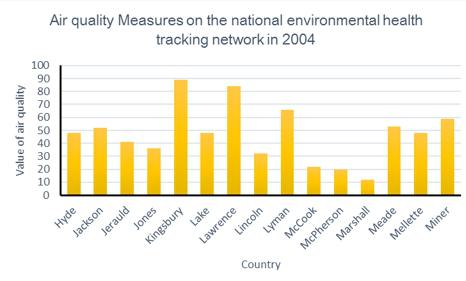 Air quality Measures on the national environmental health
tracking network in 2004
Value of air quality
100
90
80
70
60
50
40
30
20
10
0
Hyde
Jackson
Jerauld
Jones
Kingsbury
Lake
Lawrence
Lincoln
Lyman
McCook
McPherson
Marshall
Meade
Mellette
Miner
Country